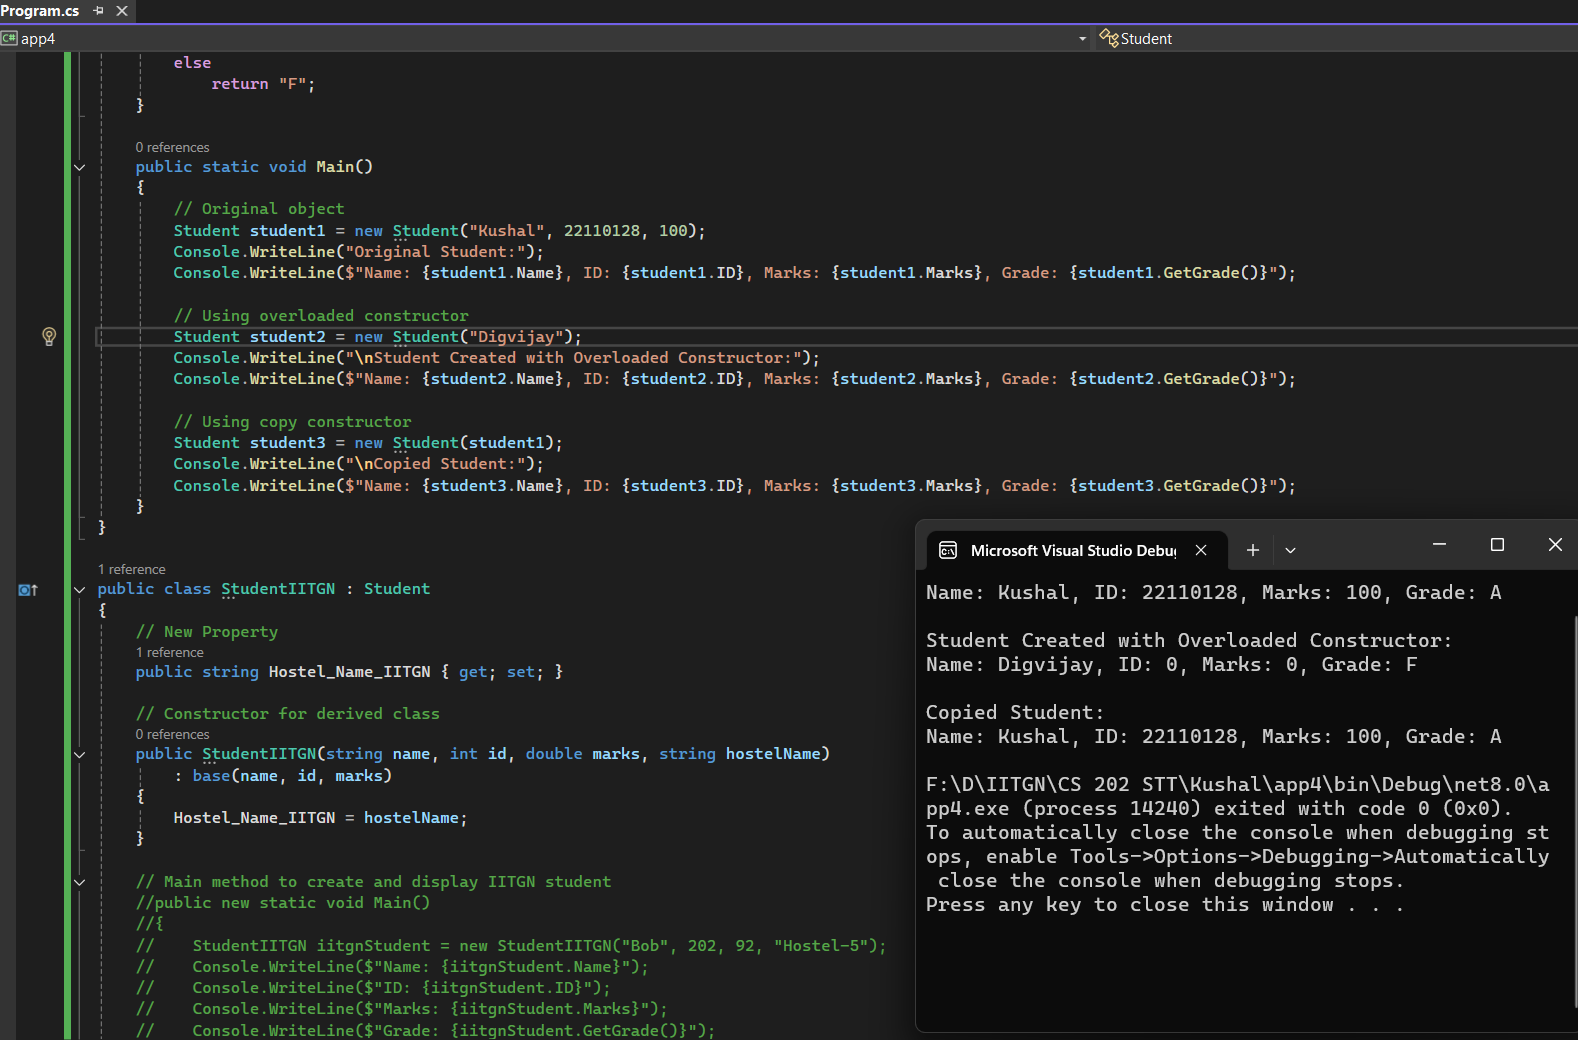 Program.cs
app4
Student
else
return "F";
}
0 references
public static void Main()
{
// Original object
Student student1 = new Student("Kushal", 22110128, 100);
Console.WriteLine("Original Student:");
Console.WriteLine($"Name: {student1.Name}, ID: {student1.ID}, Marks: {student1.Marks}, Grade: {student1.GetGrade()}");
// Using overloaded constructor
Student student2 = new Student("Digvijay");
Console.WriteLine("\nStudent Created with Overloaded Constructor:");
Console.WriteLine($"Name: {student2.Name}, ID: {student2.ID}, Marks: {student2.Marks}, Grade: {student2.GetGrade()}");
// Using copy constructor
Student student3 = new Student(student1);
Console.WriteLine("\nCopied Student:");
Console.WriteLine($"Name: {student3.Name}, ID: {student3.ID}, Marks: {student3.Marks}, Grade: {student3.GetGrade()}");
}
}
1 reference
public class StudentIITGN : Student
{
// New Property
1 reference
public string Hostel_Name_IITGN { get; set; }
// Constructor for derived class
0 references
public StudentIITGN(string name, int id, double marks, string hostelName)
: base(name, id, marks)
{
Hostel_Name_IITGN = hostelName;
}
// Main method to create and display IITGN student
//public new static void Main()
//{
//    StudentIITGN iitgnStudent = new StudentIITGN("Bob", 202, 92, "Hostel-5");
//    Console.WriteLine($"Name: {iitgnStudent.Name}");
//    Console.WriteLine($"ID: {iitgnStudent.ID}");
//    Console.WriteLine($"Marks: {iitgnStudent.Marks}");
//    Console.WriteLine($"Grade: {iitgnStudent.GetGrade()}");
Microsoft Visual Studio Debu
Name: Kushal, ID: 22110128, Marks: 100, Grade: A
Student Created with Overloaded Constructor:
Name: Digvijay, ID: 0, Marks: 0, Grade: F
Copied Student:
Name: Kushal, ID: 22110128, Marks: 100, Grade: A
F:\D\IITGN\CS 202 STT\Kushal\app4\bin\Debug\net8.0\a
pp4.exe (process 14240) exited with code 0 (0x0).
To automatically close the console when debugging st
ops, enable Tools->Options->Debugging->Automatically
close the console when debugging stops.
Press any key to close this window . . .